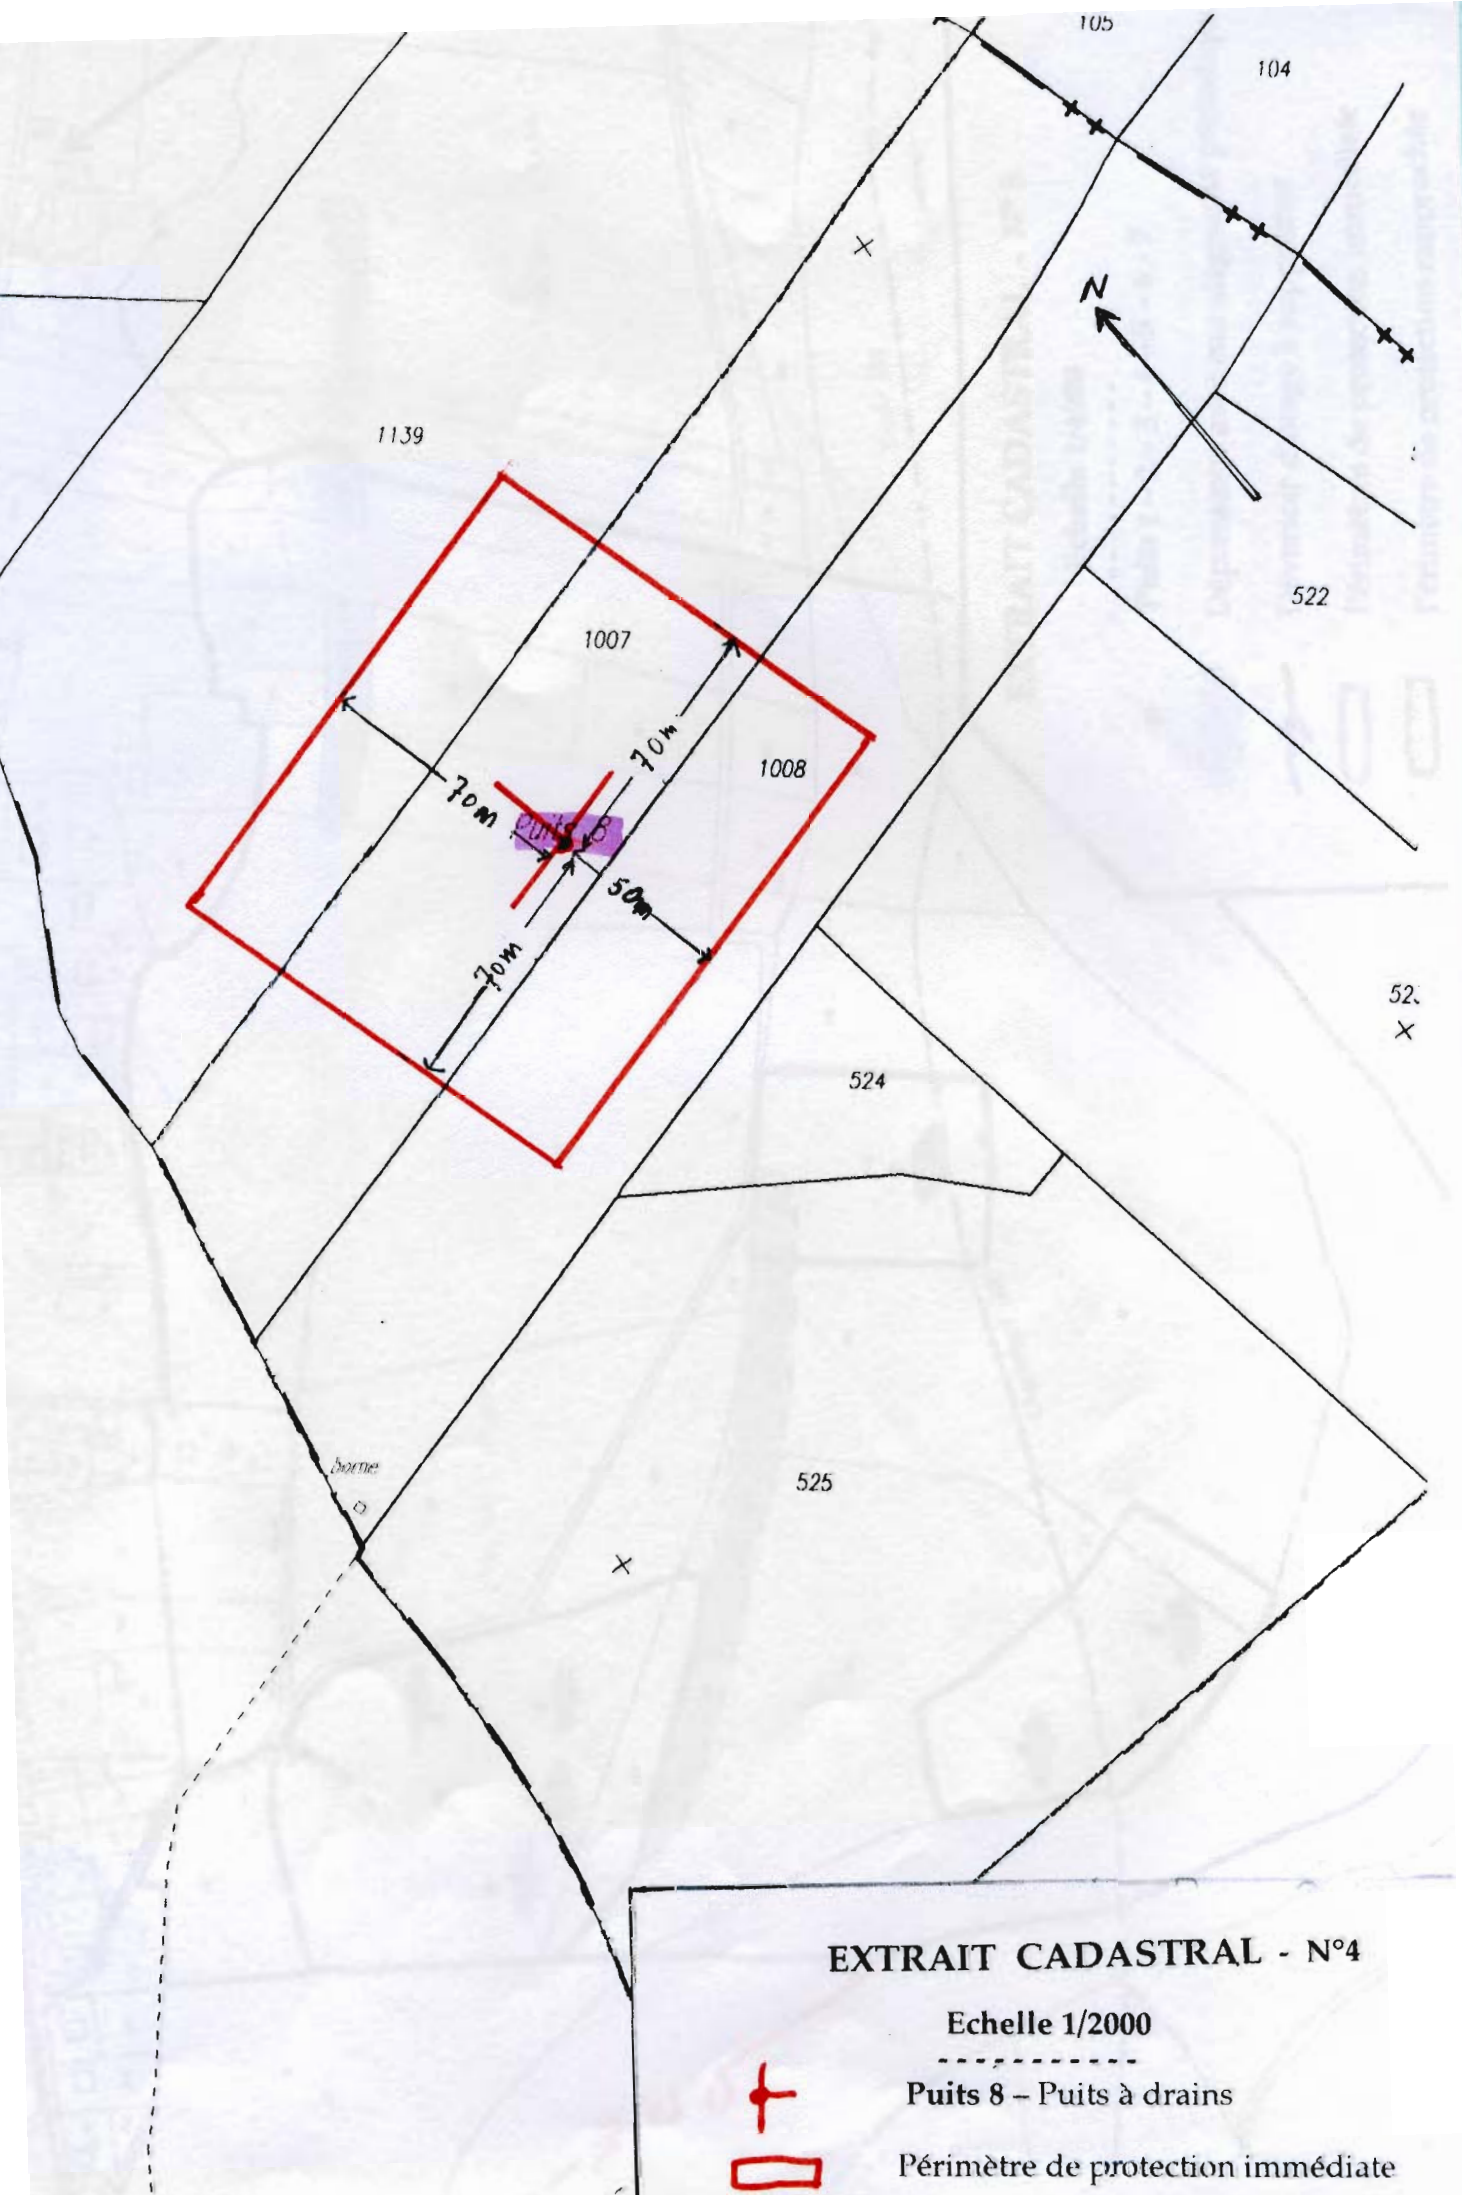 105
104
N
1139
522
1007
70m
1008
70m
puits 8
50m
70m
524
borne
525
EXTRAIT CADASTRAL - N°4
Echelle 1/2000
-----------
Puits 8 – Puits à drains
Périmètre de protection immédiate